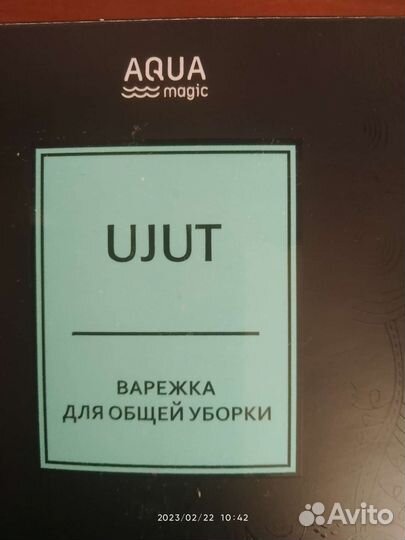 AQUA
magic
UJUT
ВАРЕЖКА
ДЛЯ ОБЩЕЙ УБОРКИ
2023/02/22 10:42
Avito